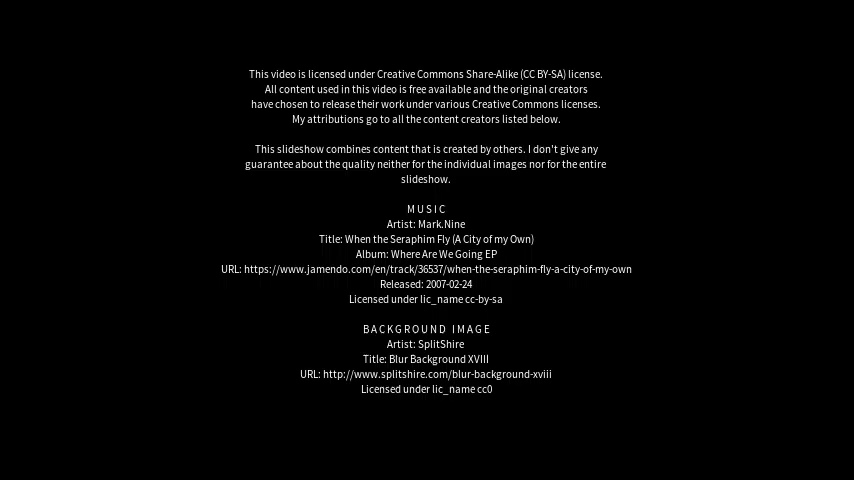 This video is licensed under Creative Commons Share-Alike (CC BY-SA) license.
All content used in this video is free available and the original creators
have chosen to release their work under various Creative Commons licenses.
My attributions go to all the content creators listed below.
This slideshow combines content that is created by others. I don't give any
guarantee about the quality neither for the individual images nor for the entire
slideshow.
MUSIC
Artist: Mark.Nine
Title: When the Seraphim Fly (A City of my Own)
Album: Where Are We Going EP
URL: https://www.jamendo.com/en/track/36537/when-the-seraphim-fly-a-city-of-my-own
Released: 2007-02-24
Licensed under lic_name cc-by-sa
BACKGROUND IMAGE
Artist: SplitShire
Title: Blur Background XVIII
URL: http://www.splitshire.com/blur-background-xviii
Licensed under lic_name cc0